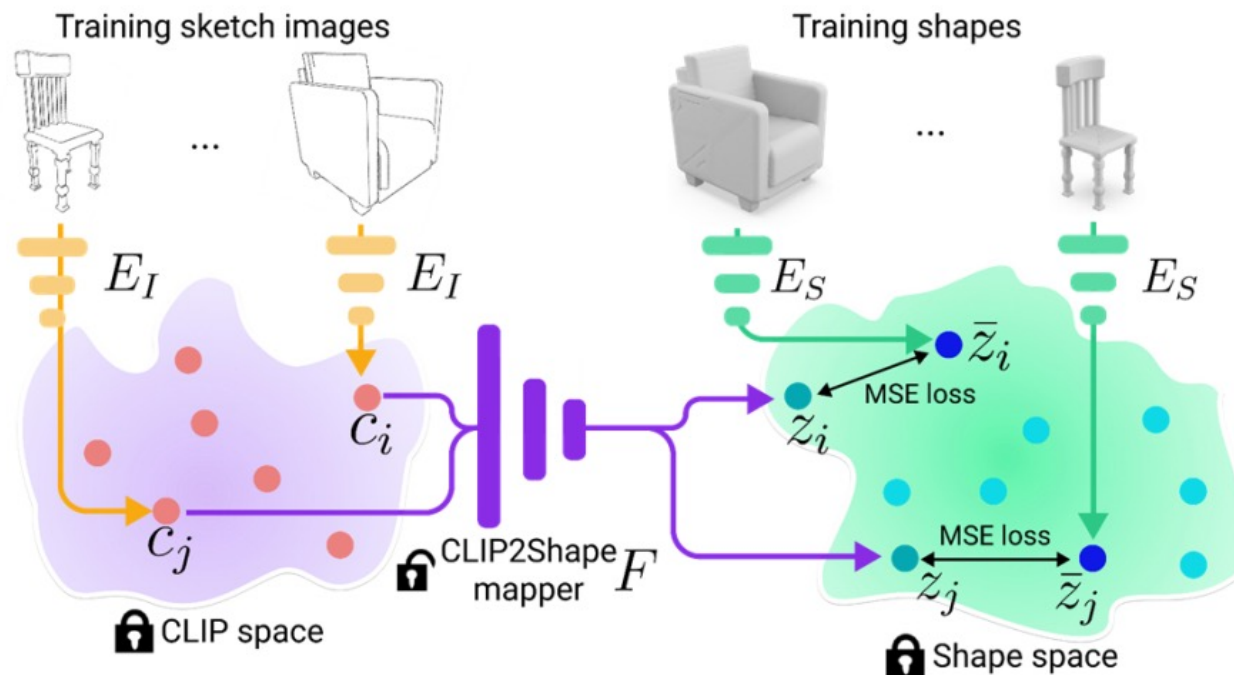 Training sketch images
Training shapes
...
...
E_I
E_I
E_S
E_S
z̄_i
MSE loss
z_i
c_i
c_j
MSE loss
CLIP2Shape
mapper F
z_j
z̄_j
CLIP space
Shape space